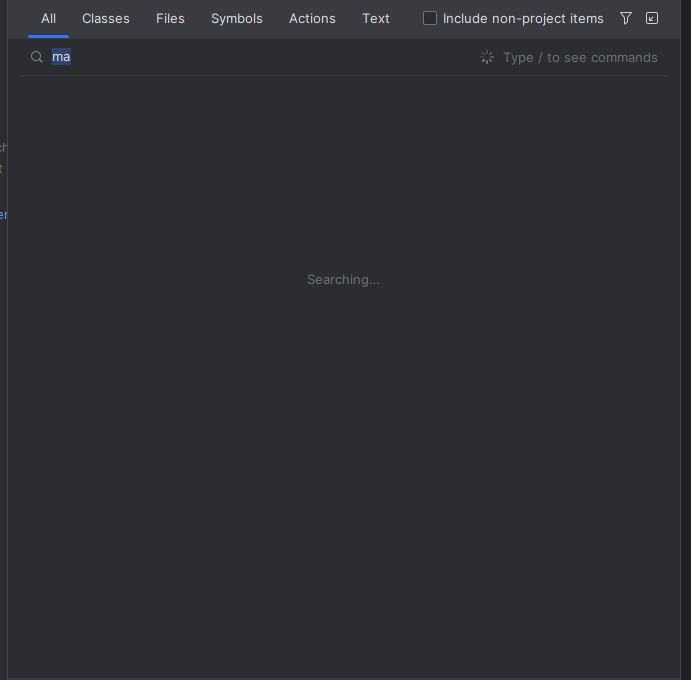 All Classes Files Symbols Actions Text Include non-project items
ma Type / to see commands
Searching...